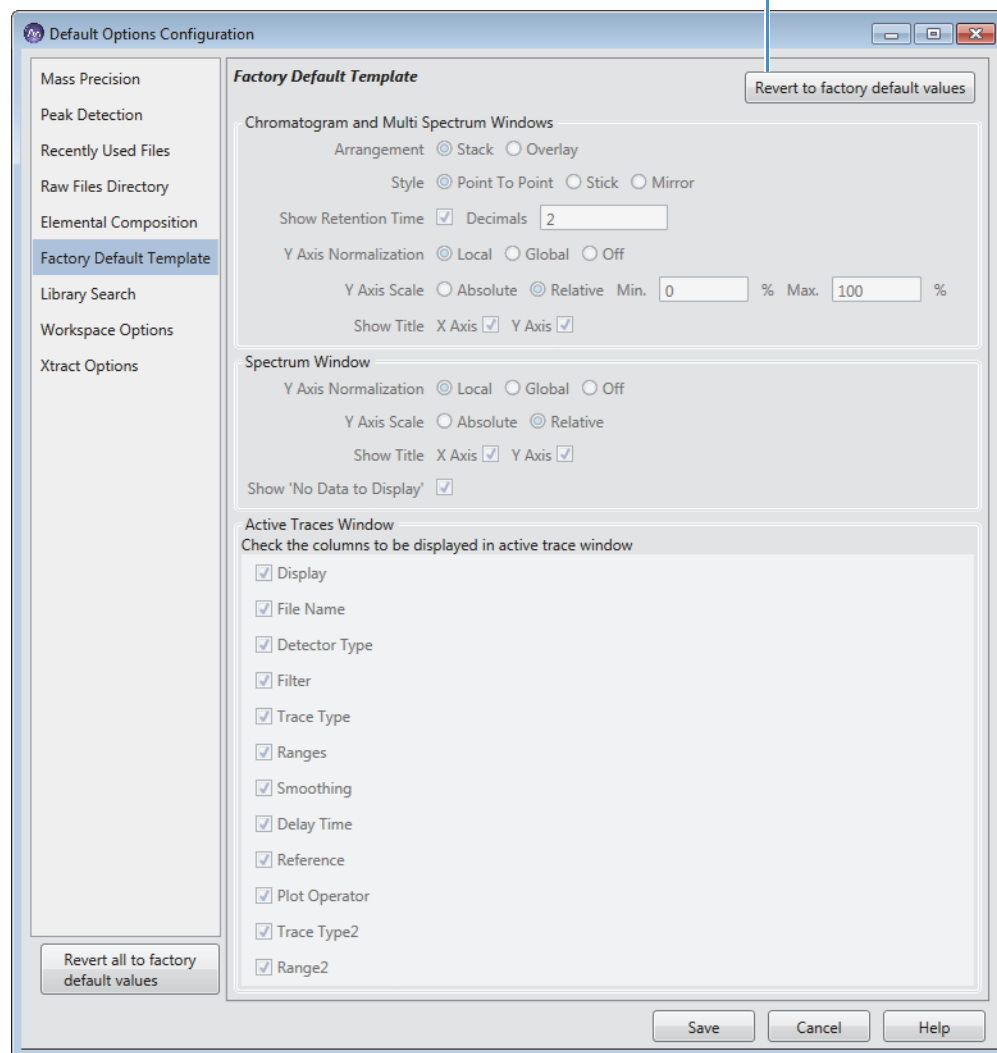 Default Options Configuration
Mass Precision
Peak Detection
Recently Used Files
Raw Files Directory
Elemental Composition
Factory Default Template
Library Search
Workspace Options
Xtract Options
Revert all to factory
default values
Factory Default Template
Revert to factory default values
Chromatogram and Multi Spectrum Windows
Arrangement Stack Overlay
Style Point To Point Stick Mirror
Show Retention Time Decimals 2
Y Axis Normalization Local Global Off
Y Axis Scale Absolute Relative Min. 0 % Max. 100 %
Show Title X Axis Y Axis
Spectrum Window
Y Axis Normalization Local Global Off
Y Axis Scale Absolute Relative
Show Title X Axis Y Axis
Show 'No Data to Display'
Active Traces Window
Check the columns to be displayed in active trace window
Display
File Name
Detector Type
Filter
Trace Type
Ranges
Smoothing
Delay Time
Reference
Plot Operator
Trace Type2
Range2
Save Cancel Help